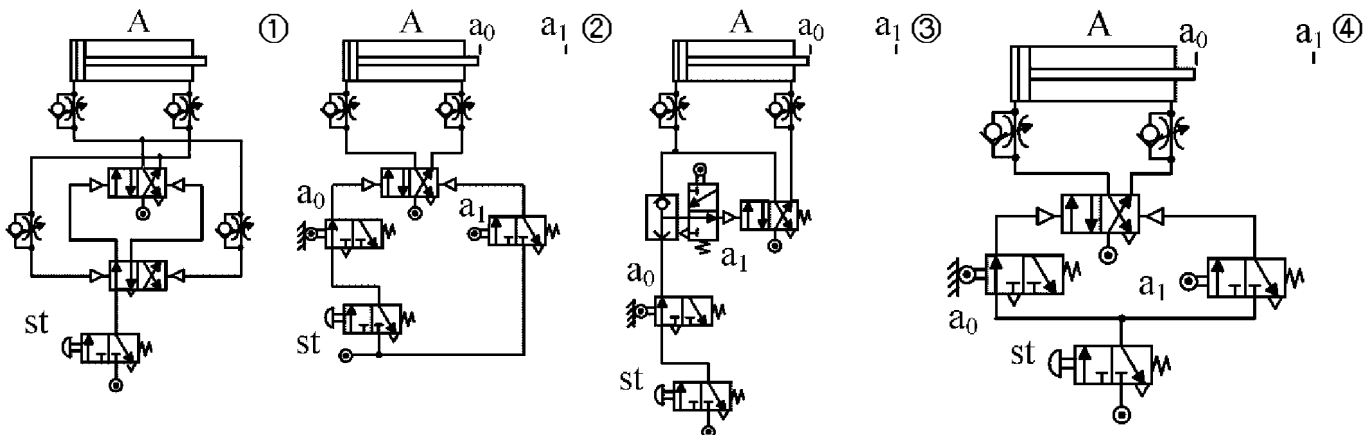 A ①
st
A a₀ a₁ ②
a₀
a₁
st
A a₀ a₁ ③
a₁
a₀
st
A a₀ a₁ ④
a₀
a₁
st